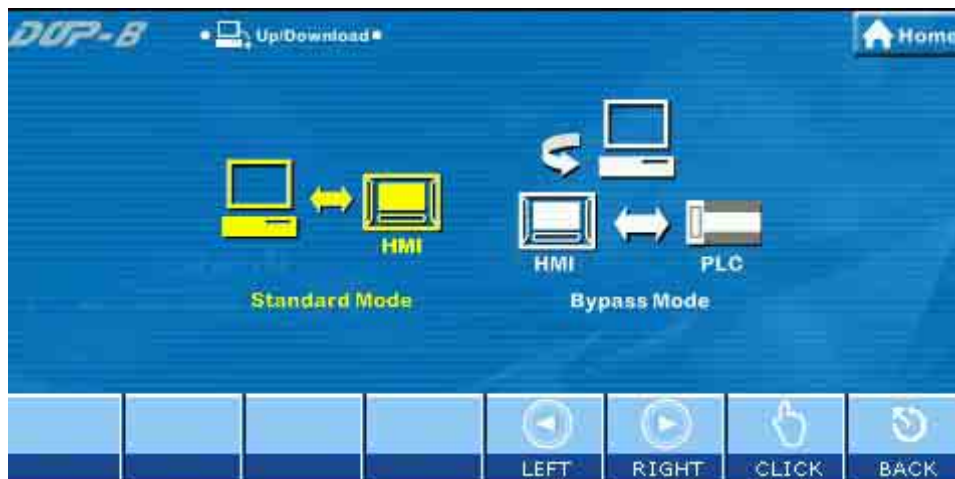 DOP-B
Up/Download
Home
HMI
HMI
PLC
Standard Mode
Bypass Mode
LEFT
RIGHT
CLICK
BACK